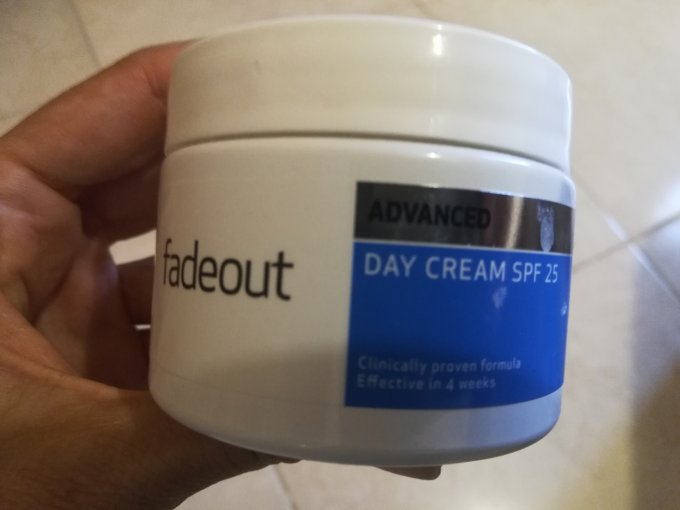 fadeout
ADVANCED
DAY CREAM SPF 25
Clinically proven formula
Effective in 4 weeks